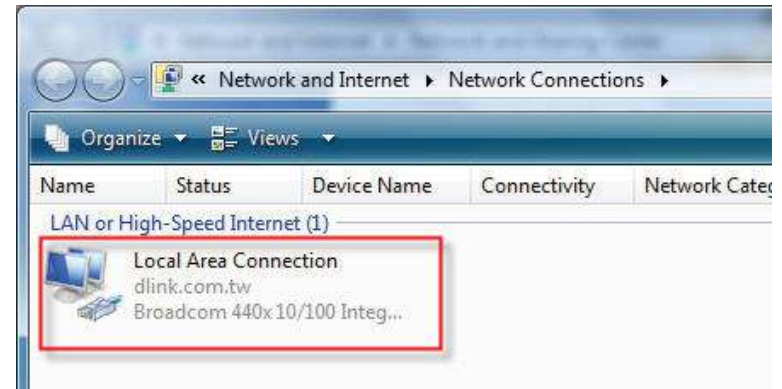 « Network and Internet ▸ Network Connections ▸
Organize Views
Name Status Device Name Connectivity Network Categ
LAN or High-Speed Internet (1)
Local Area Connection
dlink.com.tw
Broadcom 440x 10/100 Integ...